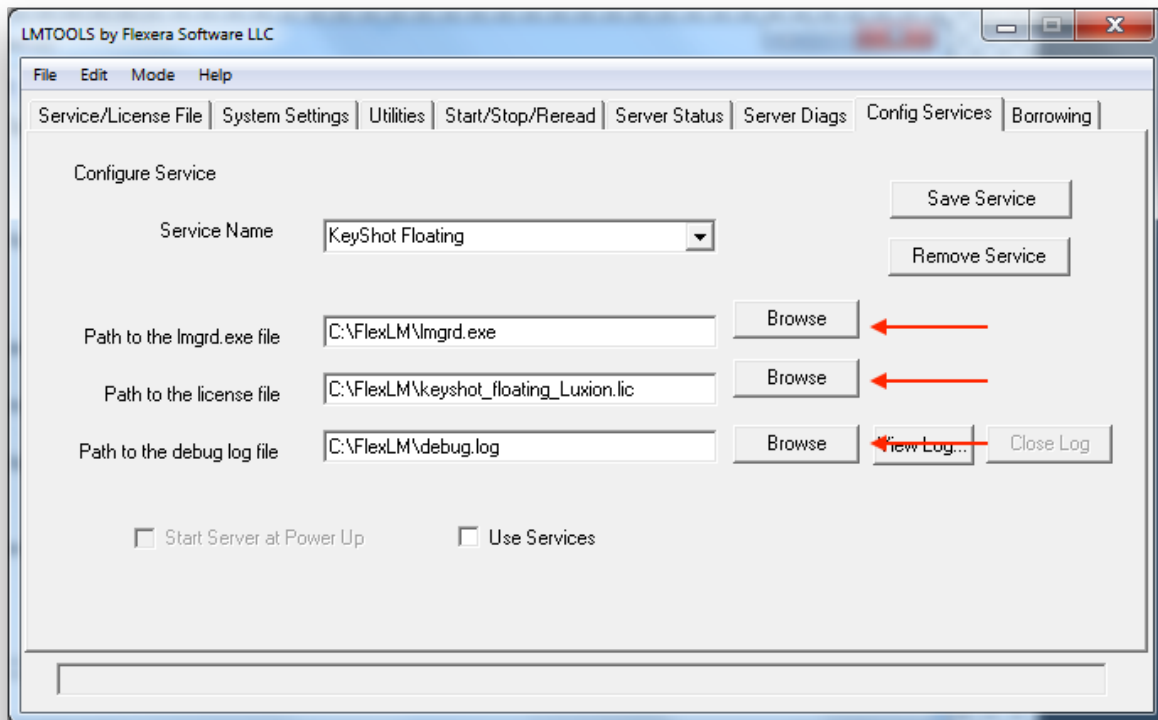 LMTOOLS by Flexera Software LLC
File Edit Mode Help
Service/License File System Settings Utilities Start/Stop/Reread Server Status Server Diags Config Services Borrowing
Configure Service
Save Service
Service Name KeyShot Floating
Remove Service
Path to the lmgrd.exe file C:\FlexLM\lmgrd.exe Browse
Path to the license file C:\FlexLM\keyshot_floating_Luxion.lic Browse
Path to the debug log file C:\FlexLM\debug.log Browse View Log... Close Log
Start Server at Power Up Use Services